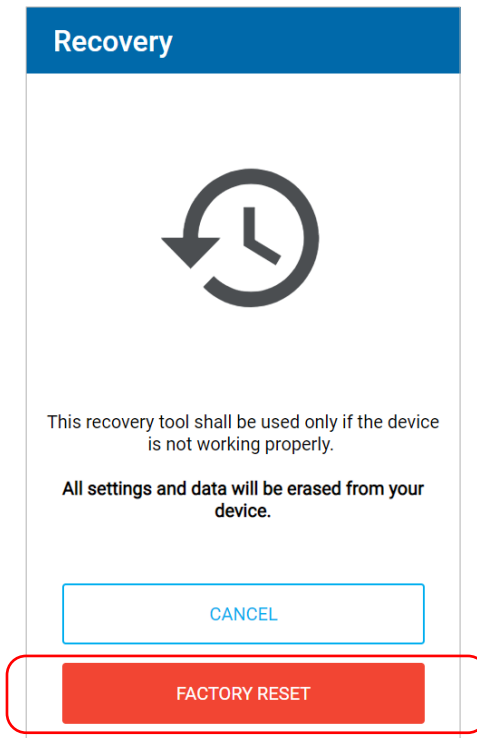 Recovery
This recovery tool shall be used only if the device
is not working properly.
All settings and data will be erased from your
device.
CANCEL
FACTORY RESET